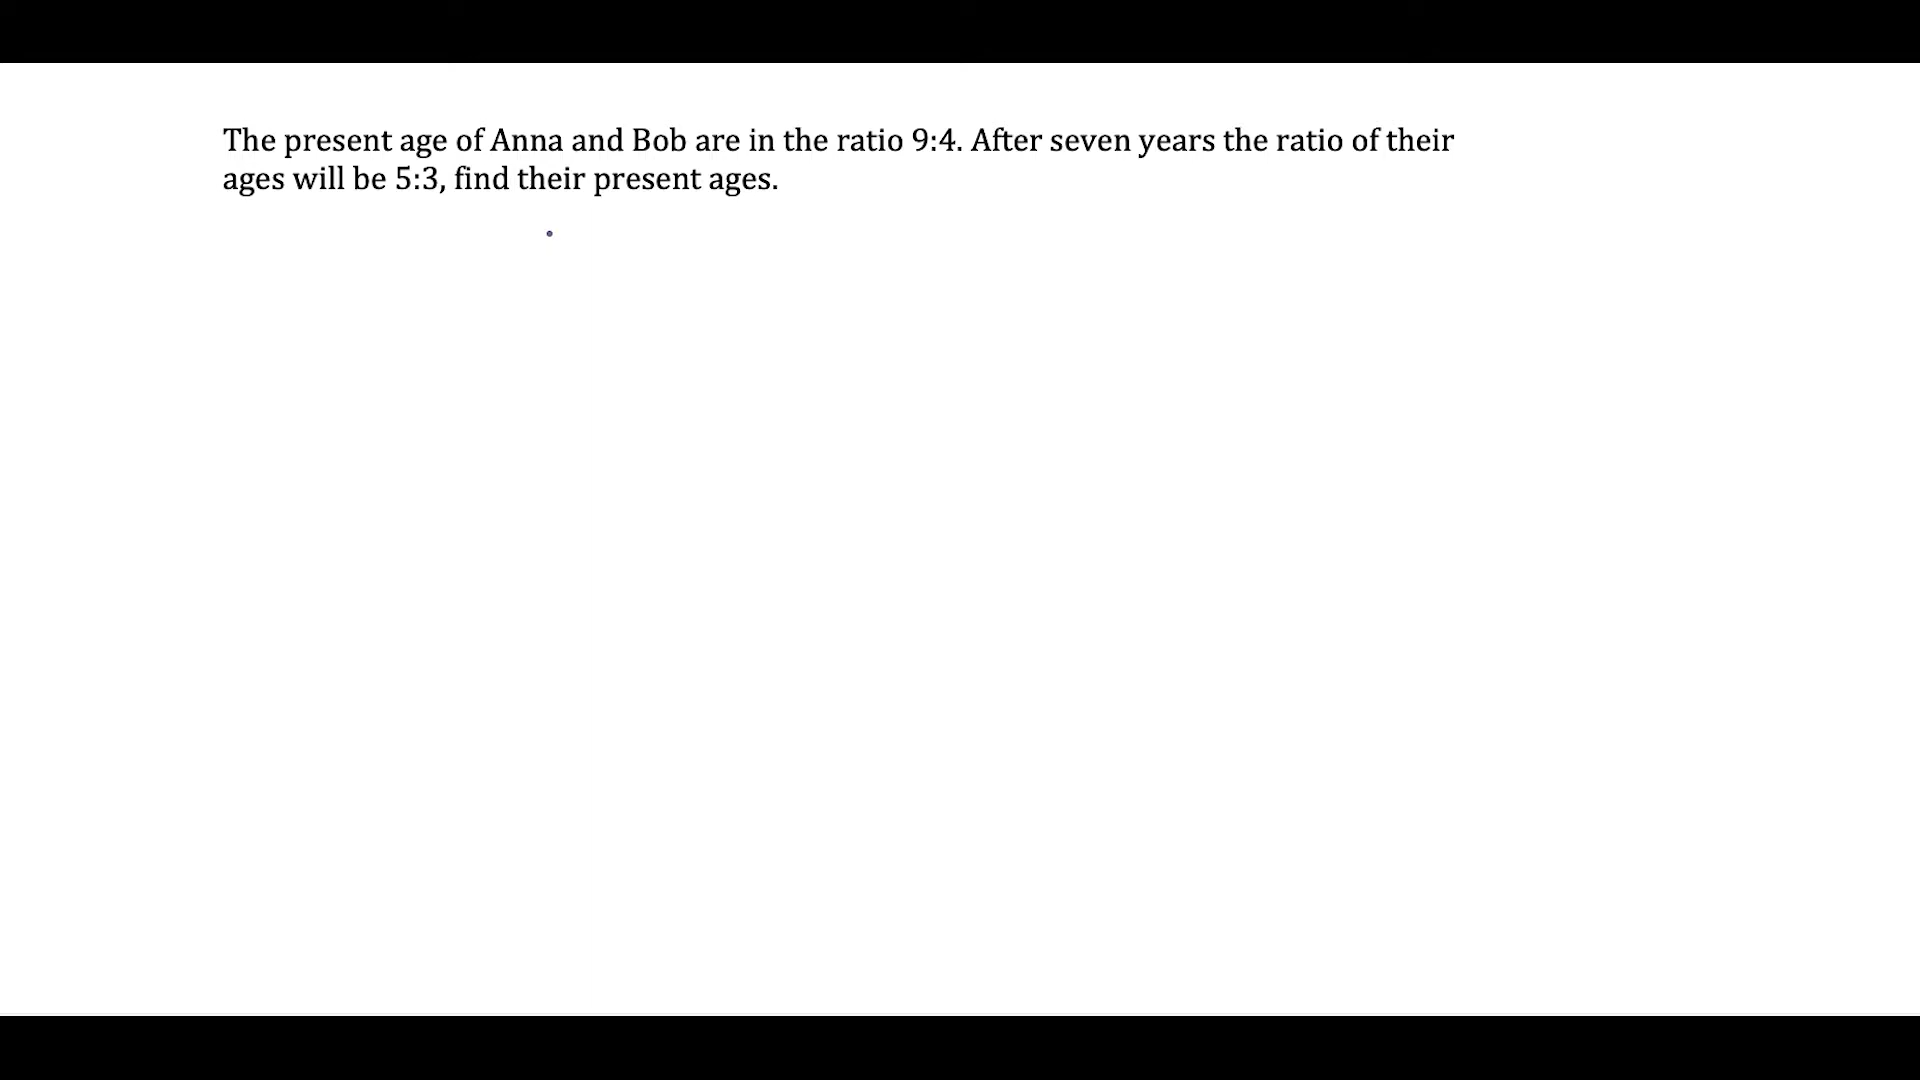 The present age of Anna and Bob are in the ratio 9:4. After seven years the ratio of their
ages will be 5:3, find their present ages.